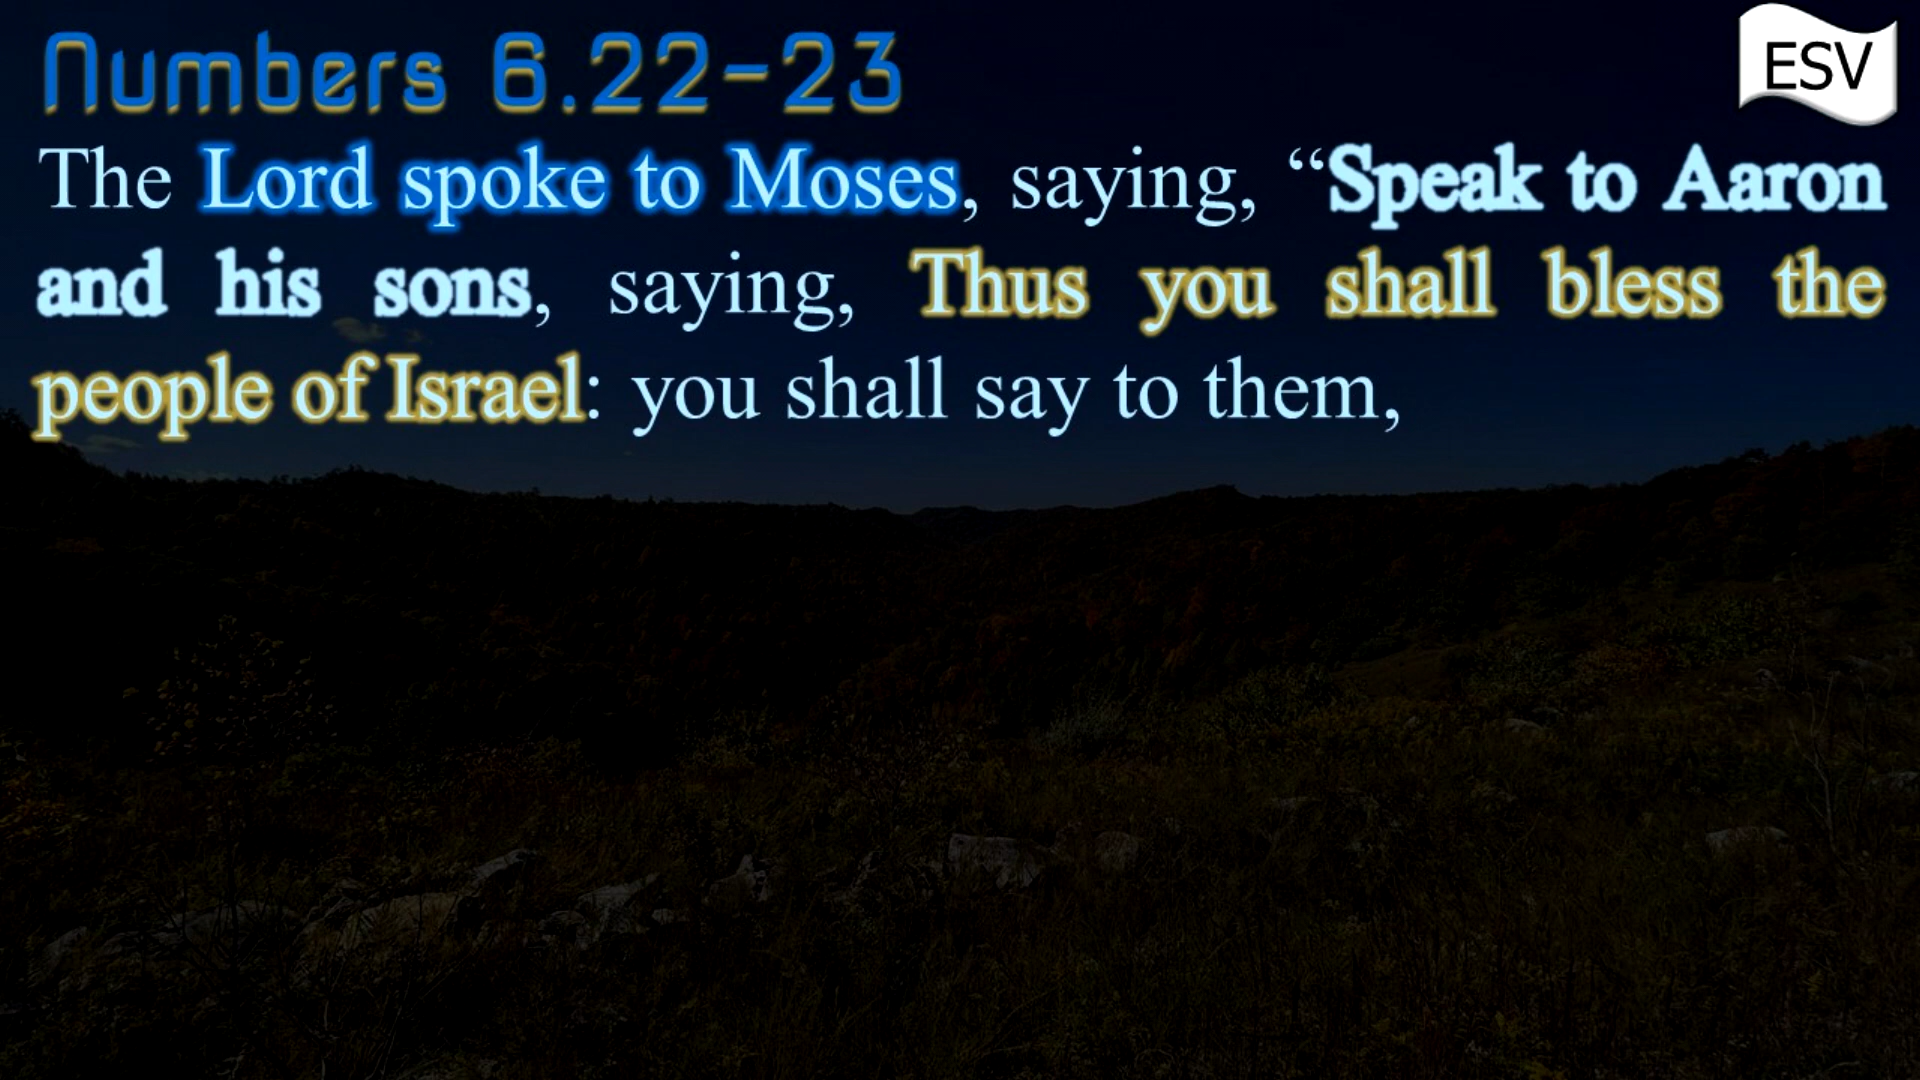 Numbers 6.22-23
ESV
The Lord spoke to Moses, saying, “Speak to Aaron
and his sons, saying, Thus you shall bless the
people of Israel: you shall say to them,